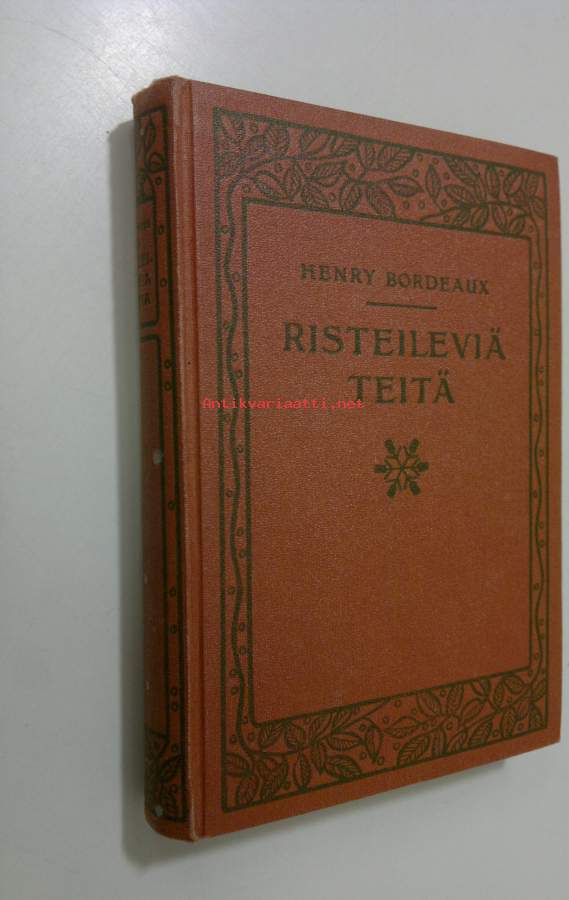 HENRY BORDEAUX
RISTEILEVIÄ
TEITÄ
Antikvariaatti.net